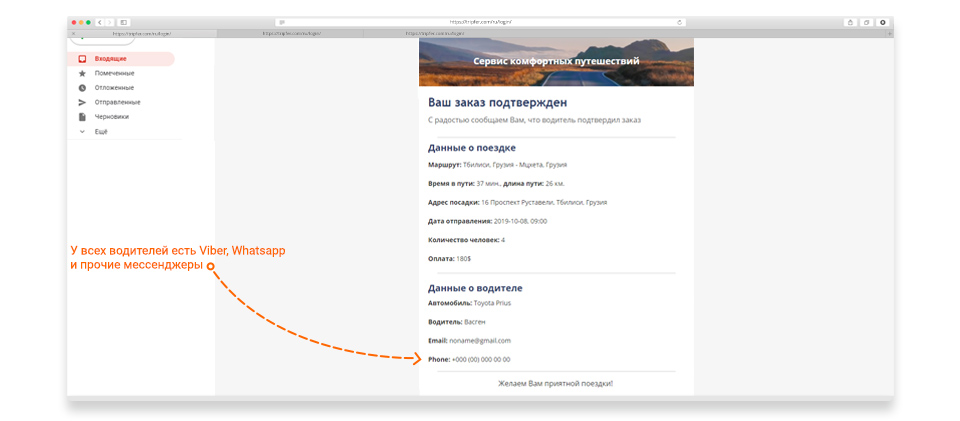 https://tripfer.com/ru/login/
https://tripfer.com/ru/login/
https://tripfer.com/ru/login/
https://tripfer.com/ru/login/
Сервис комфортных путешествий
Входящие
Помеченные
Отложенные
Отправленные
Черновики
Ещё
Ваш заказ подтвержден
С радостью сообщаем Вам, что водитель подтвердил заказ
Данные о поездке
Маршрут: Тбилиси, Грузия - Мцхета, Грузия
Время в пути: 37 мин., длина пути: 26 км.
Адрес посадки: 16 Проспект Руставели, Тбилиси, Грузия
Дата отправления: 2019-10-08, 09:00
Количество человек: 4
Оплата: 180$
У всех водителей есть Viber, Whatsapp
и прочие мессенджеры
Данные о водителе
Автомобиль: Toyota Prius
Водитель: Васген
Email: noname@gmail.com
Phone: +000 (00) 000 00 00
Желаем Вам приятной поездки!